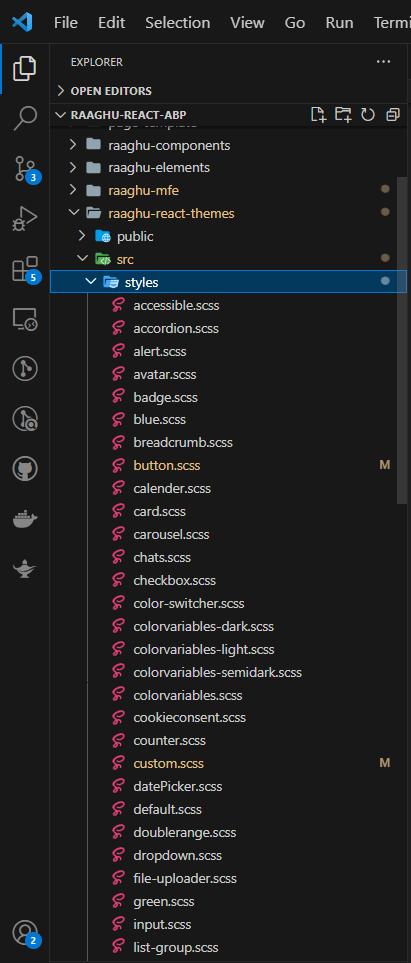 File Edit Selection View Go Run Termi
EXPLORER
OPEN EDITORS
RAAGHU-REACT-ABP
page-template
raaghu-components
raaghu-elements
raaghu-mfe
raaghu-react-themes
public
src
styles
accessible.scss
accordion.scss
alert.scss
avatar.scss
badge.scss
blue.scss
breadcrumb.scss
button.scss M
calender.scss
card.scss
carousel.scss
chats.scss
checkbox.scss
color-switcher.scss
colorvariables-dark.scss
colorvariables-light.scss
colorvariables-semidark.scss
colorvariables.scss
cookieconsent.scss
counter.scss
custom.scss M
datePicker.scss
default.scss
doublerange.scss
dropdown.scss
file-uploader.scss
green.scss
input.scss
list-group.scss
3
5
2